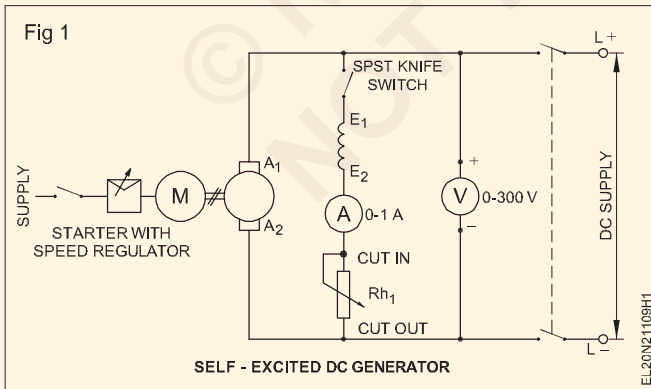 Fig 1
© N
NOT
L +
SPST KNIFE
SWITCH
E1
E2
A1
A2
M
A
0-1 A
V
+
−
0-300 V
SUPPLY
STARTER WITH
SPEED REGULATOR
CUT IN
Rh1
CUT OUT
DC SUPPLY
L −
SELF - EXCITED DC GENERATOR
EL20N21109H1